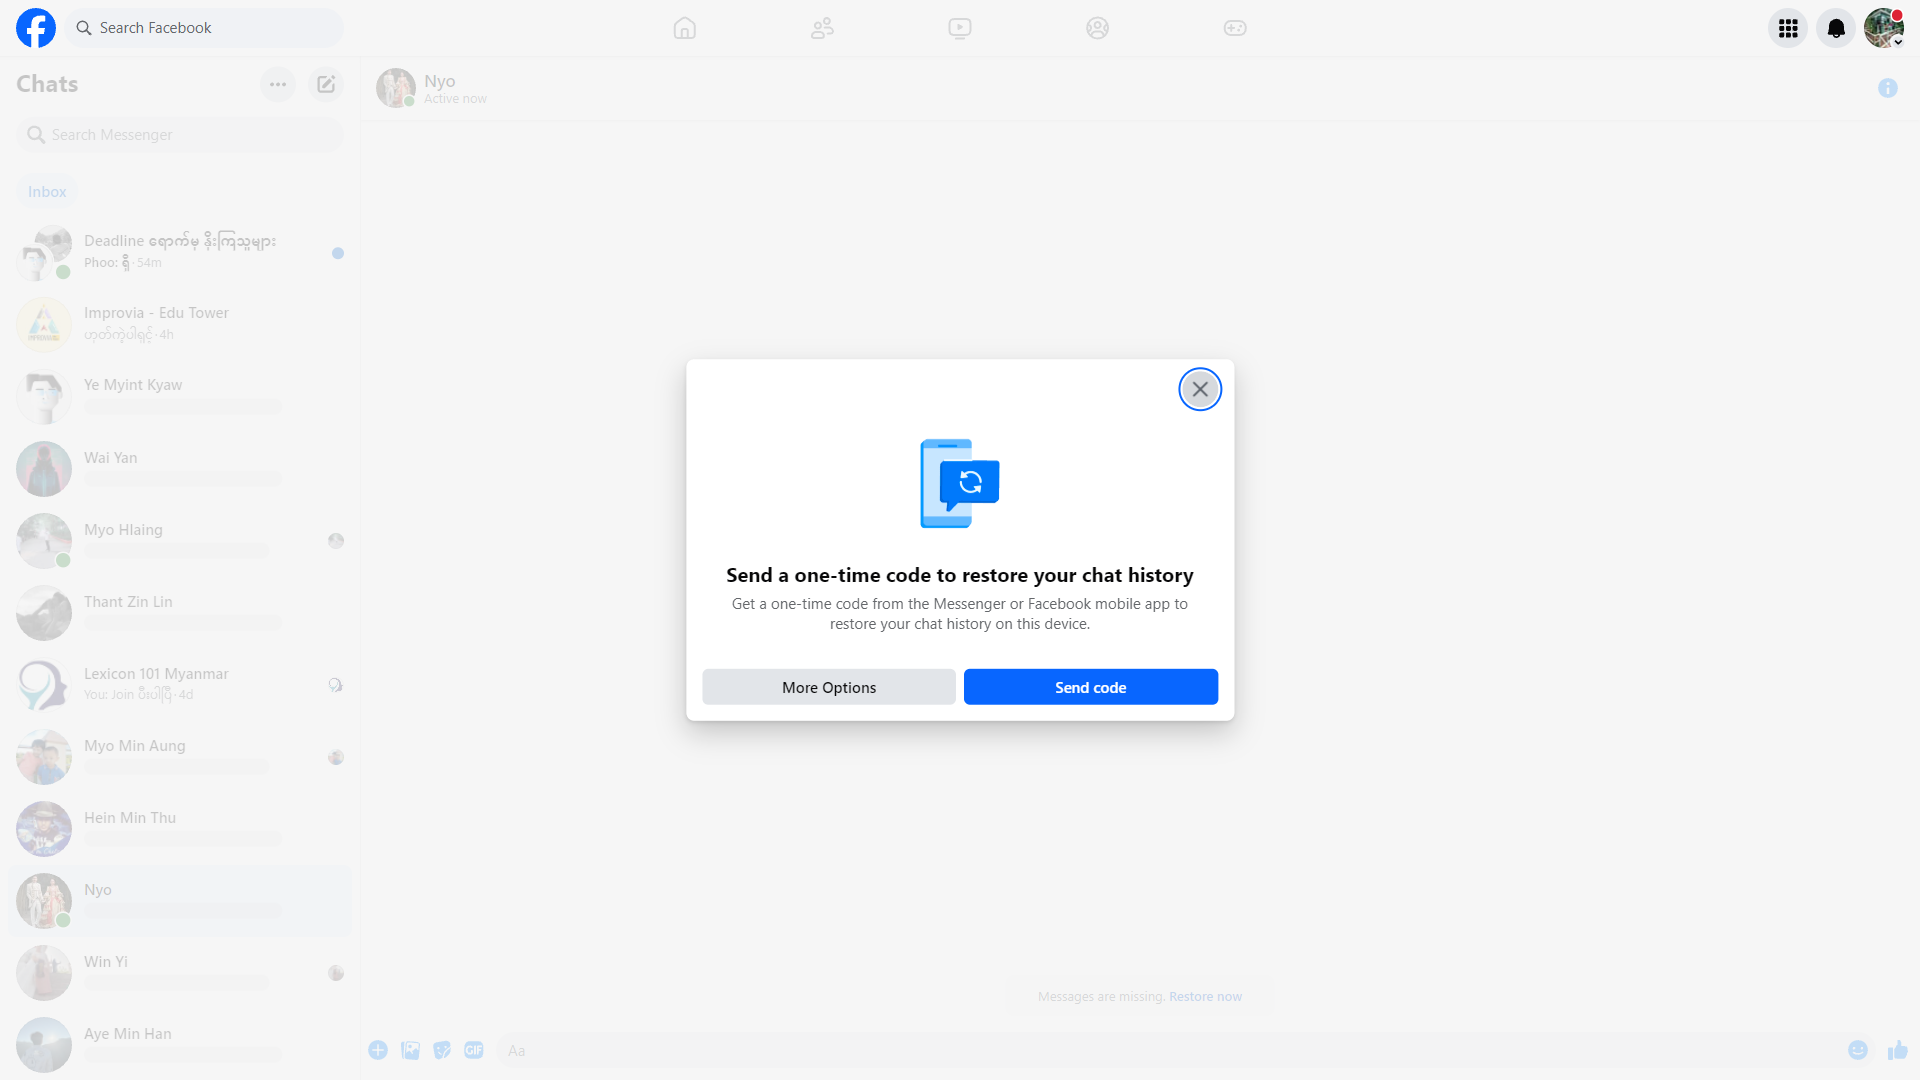 Search Facebook
Chats
Search Messenger
Inbox
Deadline ရောက်မှ နိုးကြသူများ
Phoo: ရှိ · 54m
Improvia - Edu Tower
ဟုတ်ကဲ့ပါရှင့် · 4h
Ye Myint Kyaw
Wai Yan
Myo Hlaing
Thant Zin Lin
Lexicon 101 Myanmar
You: Join ပီးပါပြီ · 4d
Myo Min Aung
Hein Min Thu
Nyo
Win Yi
Aye Min Han
Nyo
Active now
Send a one-time code to restore your chat history
Get a one-time code from the Messenger or Facebook mobile app to
restore your chat history on this device.
More Options
Send code
Messages are missing. Restore now
GIF
Aa